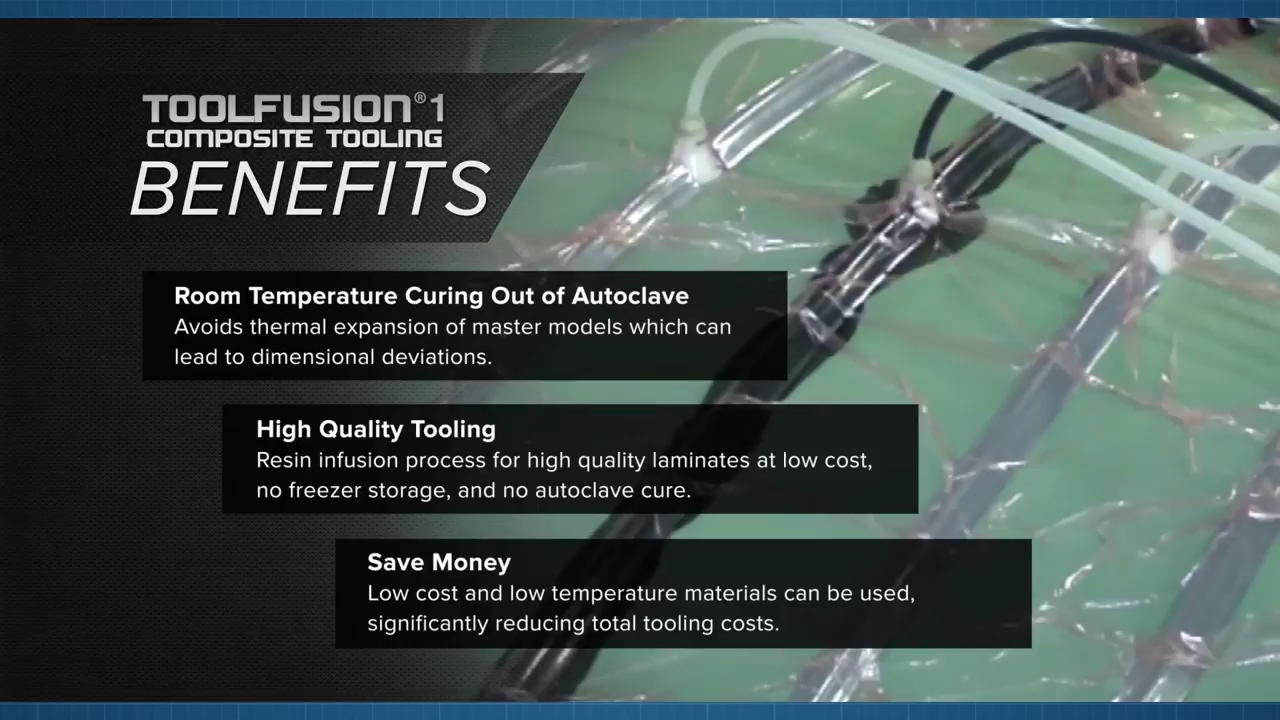 TOOLFUSION®1
COMPOSITE TOOLING
BENEFITS
Room Temperature Curing Out of Autoclave
Avoids thermal expansion of master models which can
lead to dimensional deviations.
High Quality Tooling
Resin infusion process for high quality laminates at low cost,
no freezer storage, and no autoclave cure.
Save Money
Low cost and low temperature materials can be used,
significantly reducing total tooling costs.